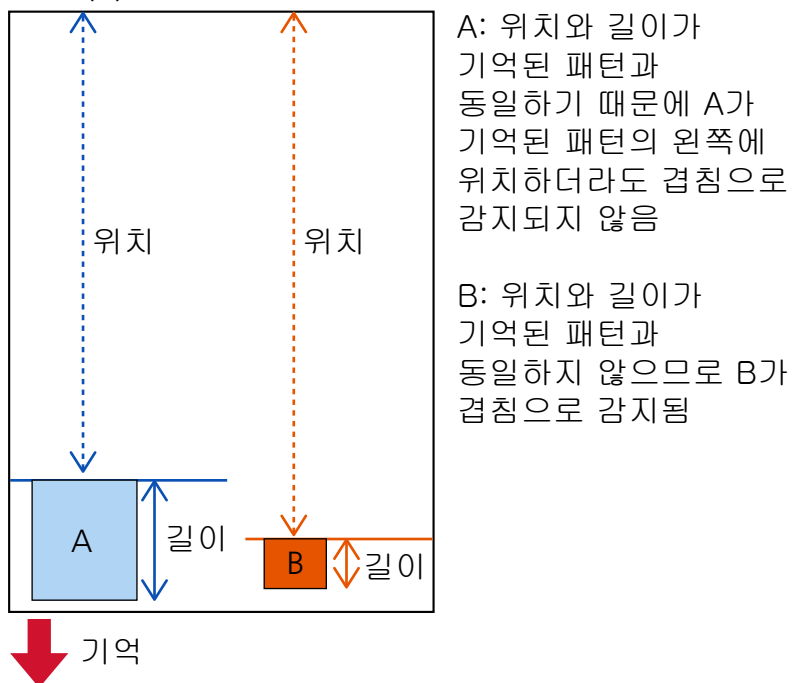 A: 위치와 길이가
기억된 패턴과
동일하기 때문에 A가
기억된 패턴의 왼쪽에
위치하더라도 겹침으로
감지되지 않음
B: 위치와 길이가
기억된 패턴과
동일하지 않으므로 B가
겹침으로 감지됨
위치
위치
A
길이
B
길이
기억